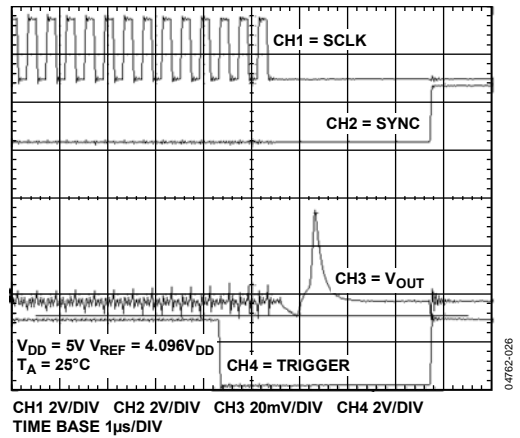 CH1 = SCLK
CH2 = SYNC
CH3 = VOUT
VDD = 5V VREF = 4.096VDD
TA = 25°C
CH4 = TRIGGER
CH1 2V/DIV CH2 2V/DIV CH3 20mV/DIV CH4 2V/DIV
TIME BASE 1μs/DIV
04762-026